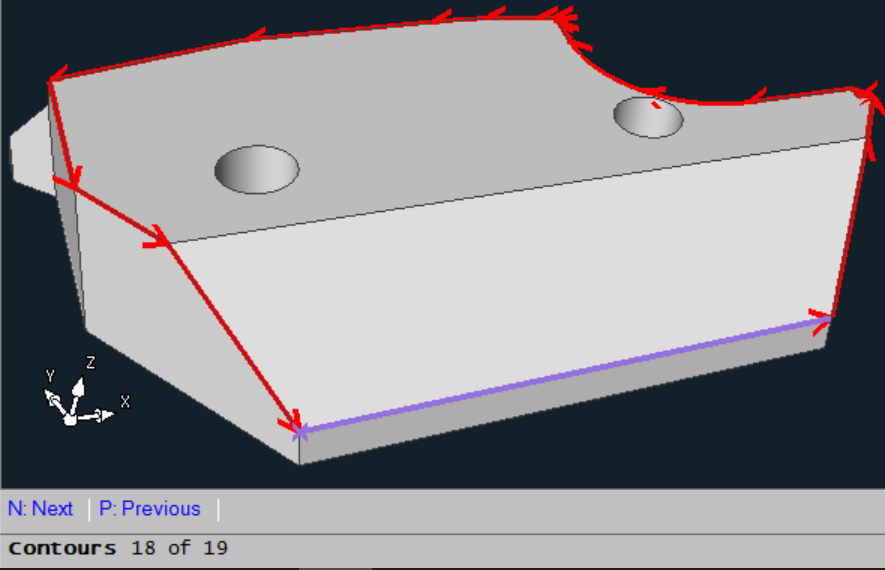 Z
Y
X
N: Next
P: Previous
Contours 18 of 19